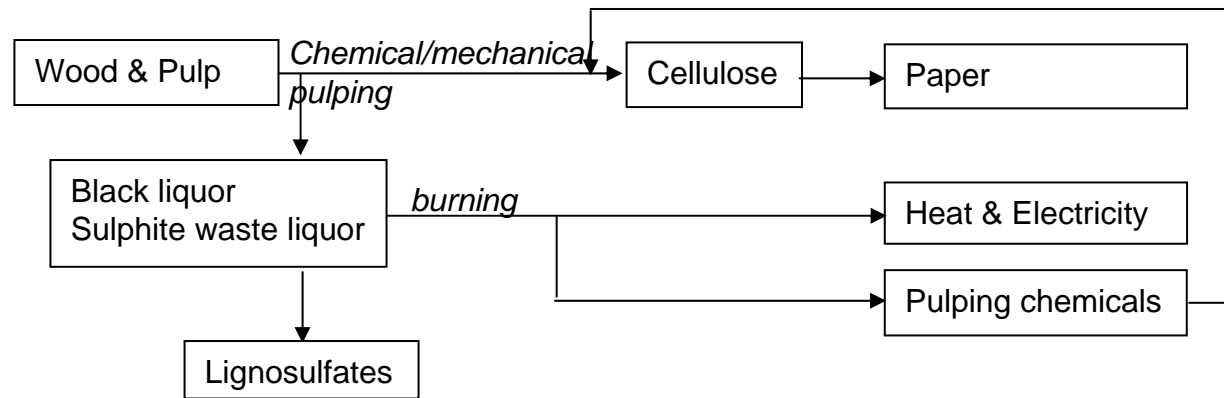 Wood & Pulp
Chemical/mechanical
pulping
Cellulose
Paper
Black liquor
Sulphite waste liquor
burning
Heat & Electricity
Pulping chemicals
Lignosulfates